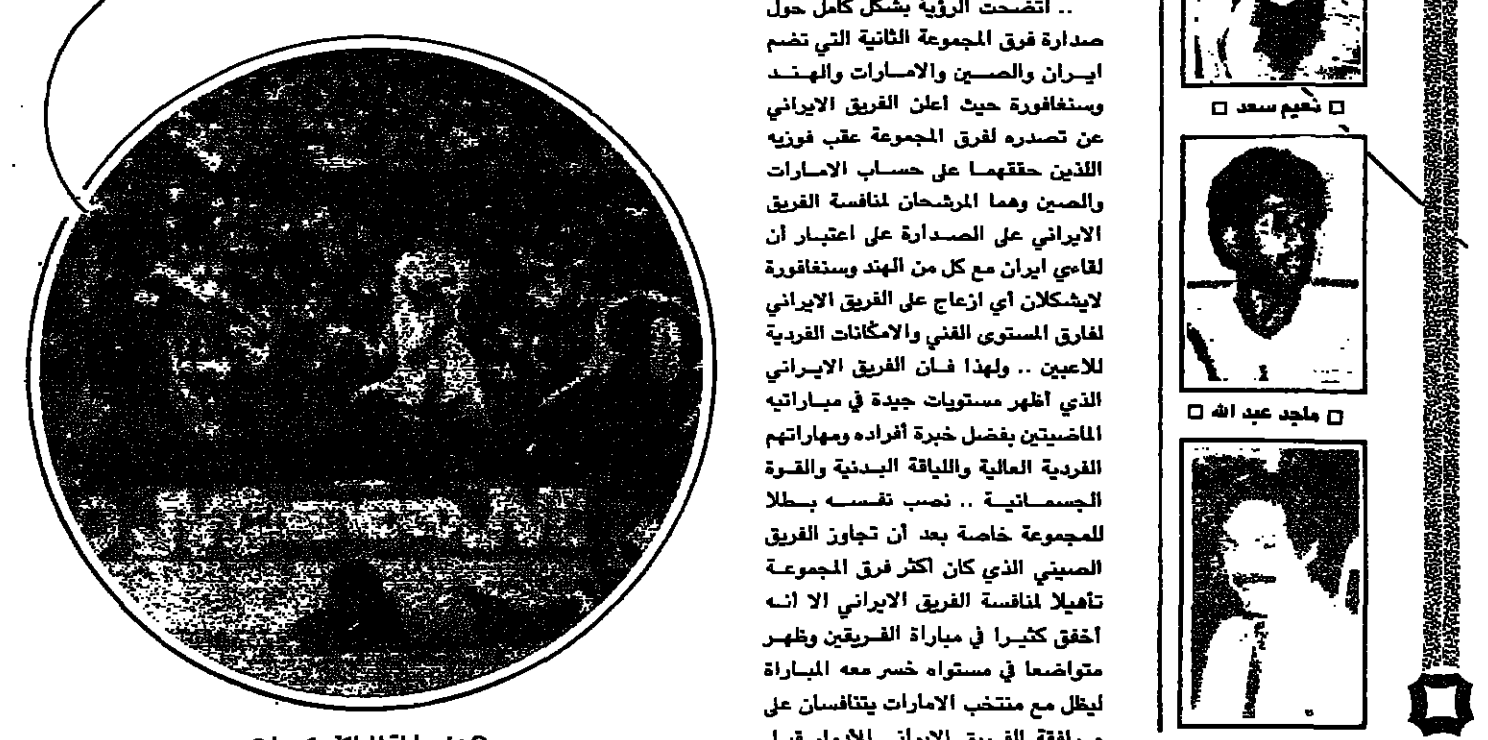 .. اتضحت الرؤية بشكل كامل حول
صدارة فرق المجموعة الثانية التي تضم
ايران والصين والامارات والهند
وسنغافورة حيث أعلن الفريق الايراني
عن تصدره لفرق المجموعة عقب فوزيه
اللذين حققهما على حساب الامارات
والصين وهما المرشحان لمنافسة الفريق
الايراني على الصدارة على اعتبار أن
لقاءي ايران مع كل من الهند وسنغافورة
لايشكلان أي ازعاج على الفريق الايراني
لفارق المستوى الفني والامكانات الفردية
للاعبين .. ولهذا فان الفريق الايراني
الذي أظهر مستويات جيدة في مباراتيه
الماضيتين بفضل خبرة أفراده ومهاراتهم
الفردية العالية واللياقة البدنية والقوة
الجسمانية .. نصب نفسه بطلا
للمجموعة خاصة بعد أن تجاوز الفريق
الصيني الذي كان اكثر فرق المجموعة
تأهيلا لمنافسة الفريق الايراني الا أنه
أخفق كثيرا في مباراة الفريقين وظهر
متواضعا في مستواه خسر معه المباراة
ليظل مع منتخب الامارات يتنافسان على
نعيم سعد
ماجد عبد الله